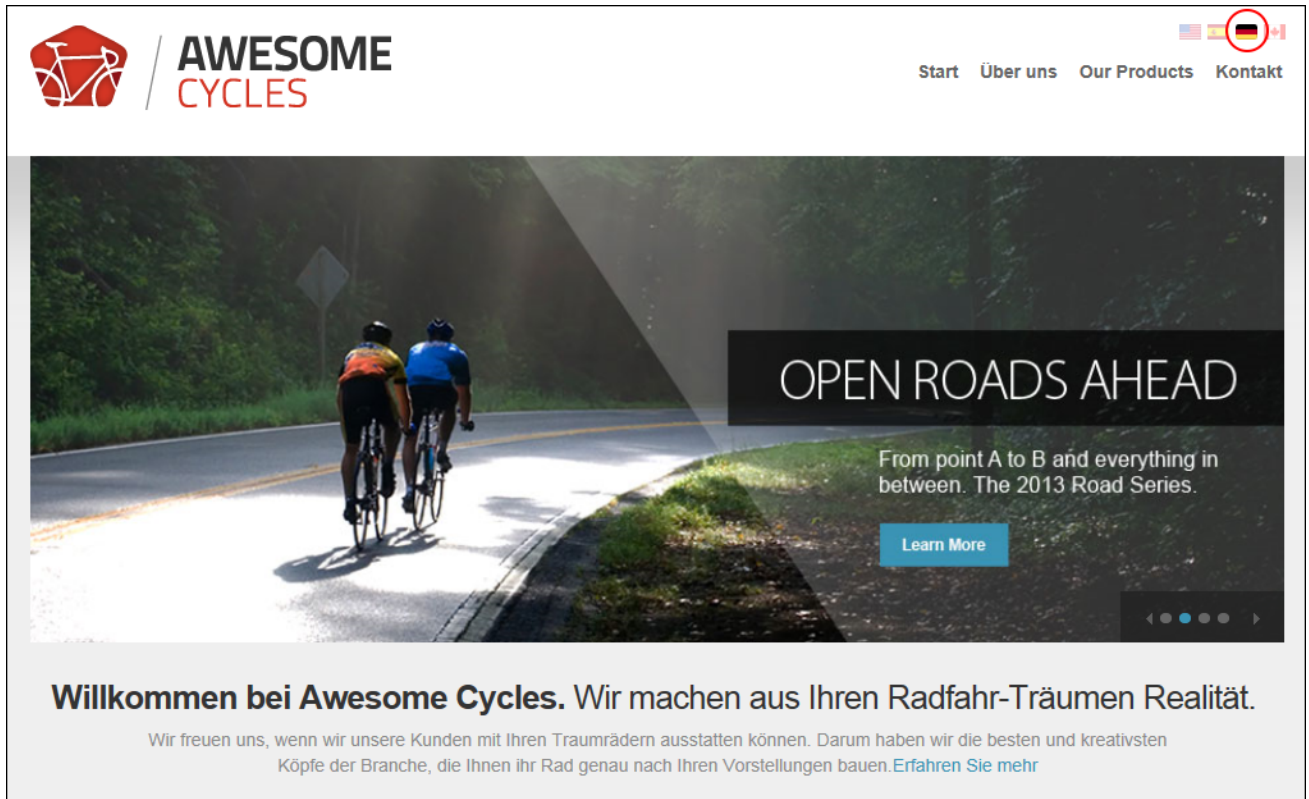 AWESOME
CYCLES
Start Über uns Our Products Kontakt
OPEN ROADS AHEAD
From point A to B and everything in
between. The 2013 Road Series.
Learn More
Willkommen bei Awesome Cycles. Wir machen aus Ihren Radfahr-Träumen Realität.
Wir freuen uns, wenn wir unsere Kunden mit Ihren Traumrädern ausstatten können. Darum haben wir die besten und kreativsten
Köpfe der Branche, die Ihnen ihr Rad genau nach Ihren Vorstellungen bauen.Erfahren Sie mehr